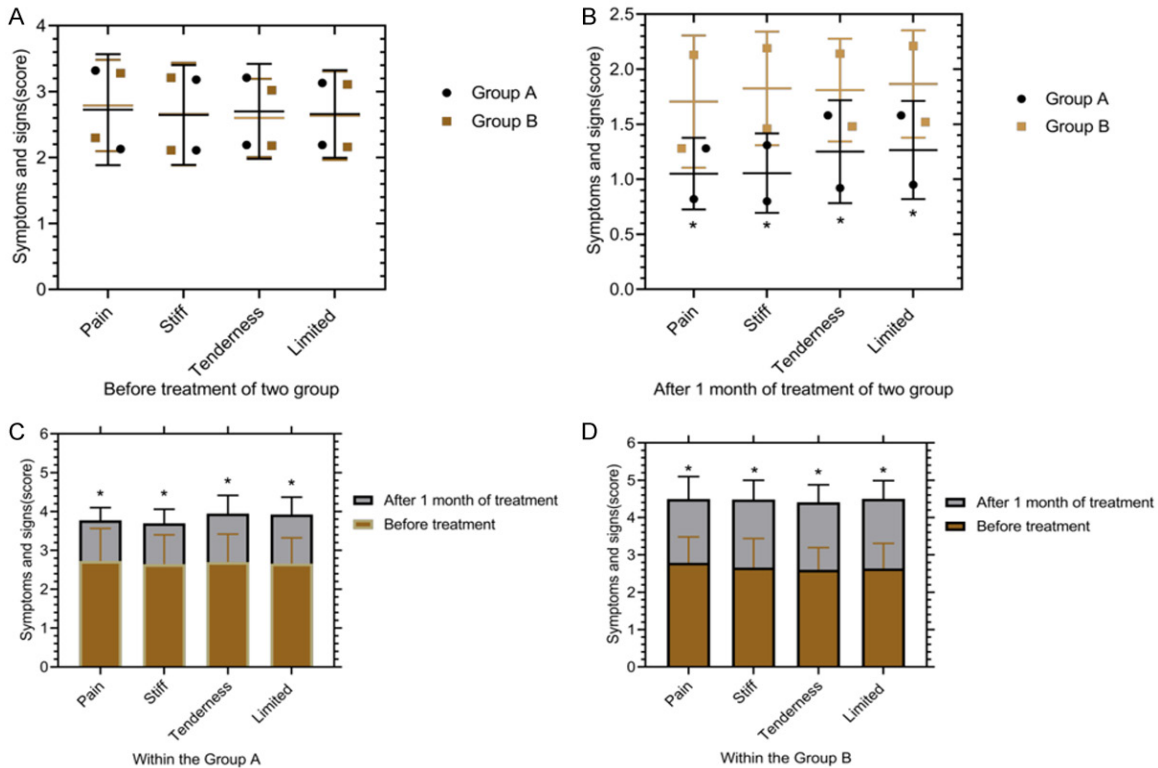 A
Symptoms and signs(score)
4
3
2
1
0
Pain
Stiff
Tenderness
Limited
Before treatment of two group
Group A
Group B
B
Symptoms and signs(score)
2.5
2.0
1.5
1.0
0.5
0.0
*
*
*
*
Pain
Stiff
Tenderness
Limited
After 1 month of treatment of two group
Group A
Group B
C
Symptoms and signs(score)
6
5
4
3
2
1
0
*
*
*
*
Pain
Stiff
Tenderness
Limited
Within the Group A
After 1 month of treatment
Before treatment
D
Symptoms and signs(score)
6
5
4
3
2
1
0
*
*
*
*
Pain
Stiff
Tenderness
Limited
Within the Group B
After 1 month of treatment
Before treatment